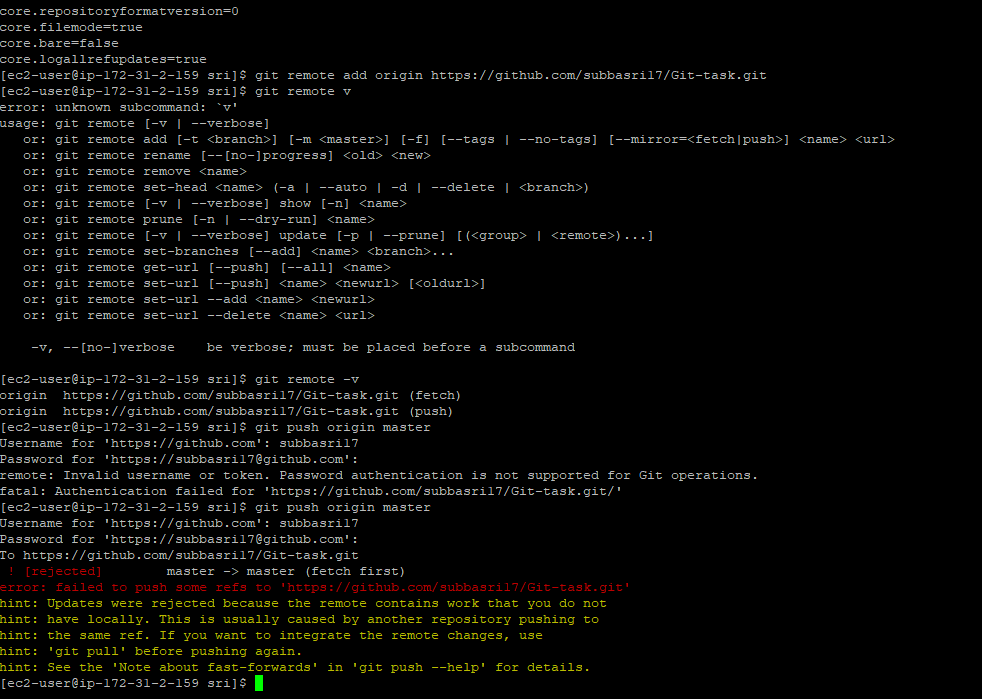 core.repositoryformatversion=0
core.filemode=true
core.bare=false
core.logallrefupdates=true
[ec2-user@ip-172-31-2-159 sri]$ git remote add origin https://github.com/subbasri17/Git-task.git
[ec2-user@ip-172-31-2-159 sri]$ git remote v
error: unknown subcommand: `v'
usage: git remote [-v | --verbose]
   or: git remote add [-t <branch>] [-m <master>] [-f] [--tags | --no-tags] [--mirror=<fetch|push>] <name> <url>
   or: git remote rename [--[no-]progress] <old> <new>
   or: git remote remove <name>
   or: git remote set-head <name> (-a | --auto | -d | --delete | <branch>)
   or: git remote [-v | --verbose] show [-n] <name>
   or: git remote prune [-n | --dry-run] <name>
   or: git remote [-v | --verbose] update [-p | --prune] [(<group> | <remote>)...]
   or: git remote set-branches [--add] <name> <branch>...
   or: git remote get-url [--push] [--all] <name>
   or: git remote set-url [--push] <name> <newurl> [<oldurl>]
   or: git remote set-url --add <name> <newurl>
   or: git remote set-url --delete <name> <url>
    -v, --[no-]verbose    be verbose; must be placed before a subcommand
[ec2-user@ip-172-31-2-159 sri]$ git remote -v
origin  https://github.com/subbasri17/Git-task.git (fetch)
origin  https://github.com/subbasri17/Git-task.git (push)
[ec2-user@ip-172-31-2-159 sri]$ git push origin master
Username for 'https://github.com': subbasri17
Password for 'https://subbasri17@github.com':
remote: Invalid username or token. Password authentication is not supported for Git operations.
fatal: Authentication failed for 'https://github.com/subbasri17/Git-task.git/'
[ec2-user@ip-172-31-2-159 sri]$ git push origin master
Username for 'https://github.com': subbasri17
Password for 'https://subbasri17@github.com':
To https://github.com/subbasri17/Git-task.git
 ! [rejected]        master -> master (fetch first)
error: failed to push some refs to 'https://github.com/subbasri17/Git-task.git'
hint: Updates were rejected because the remote contains work that you do not
hint: have locally. This is usually caused by another repository pushing to
hint: the same ref. If you want to integrate the remote changes, use
hint: 'git pull' before pushing again.
hint: See the 'Note about fast-forwards' in 'git push --help' for details.
[ec2-user@ip-172-31-2-159 sri]$